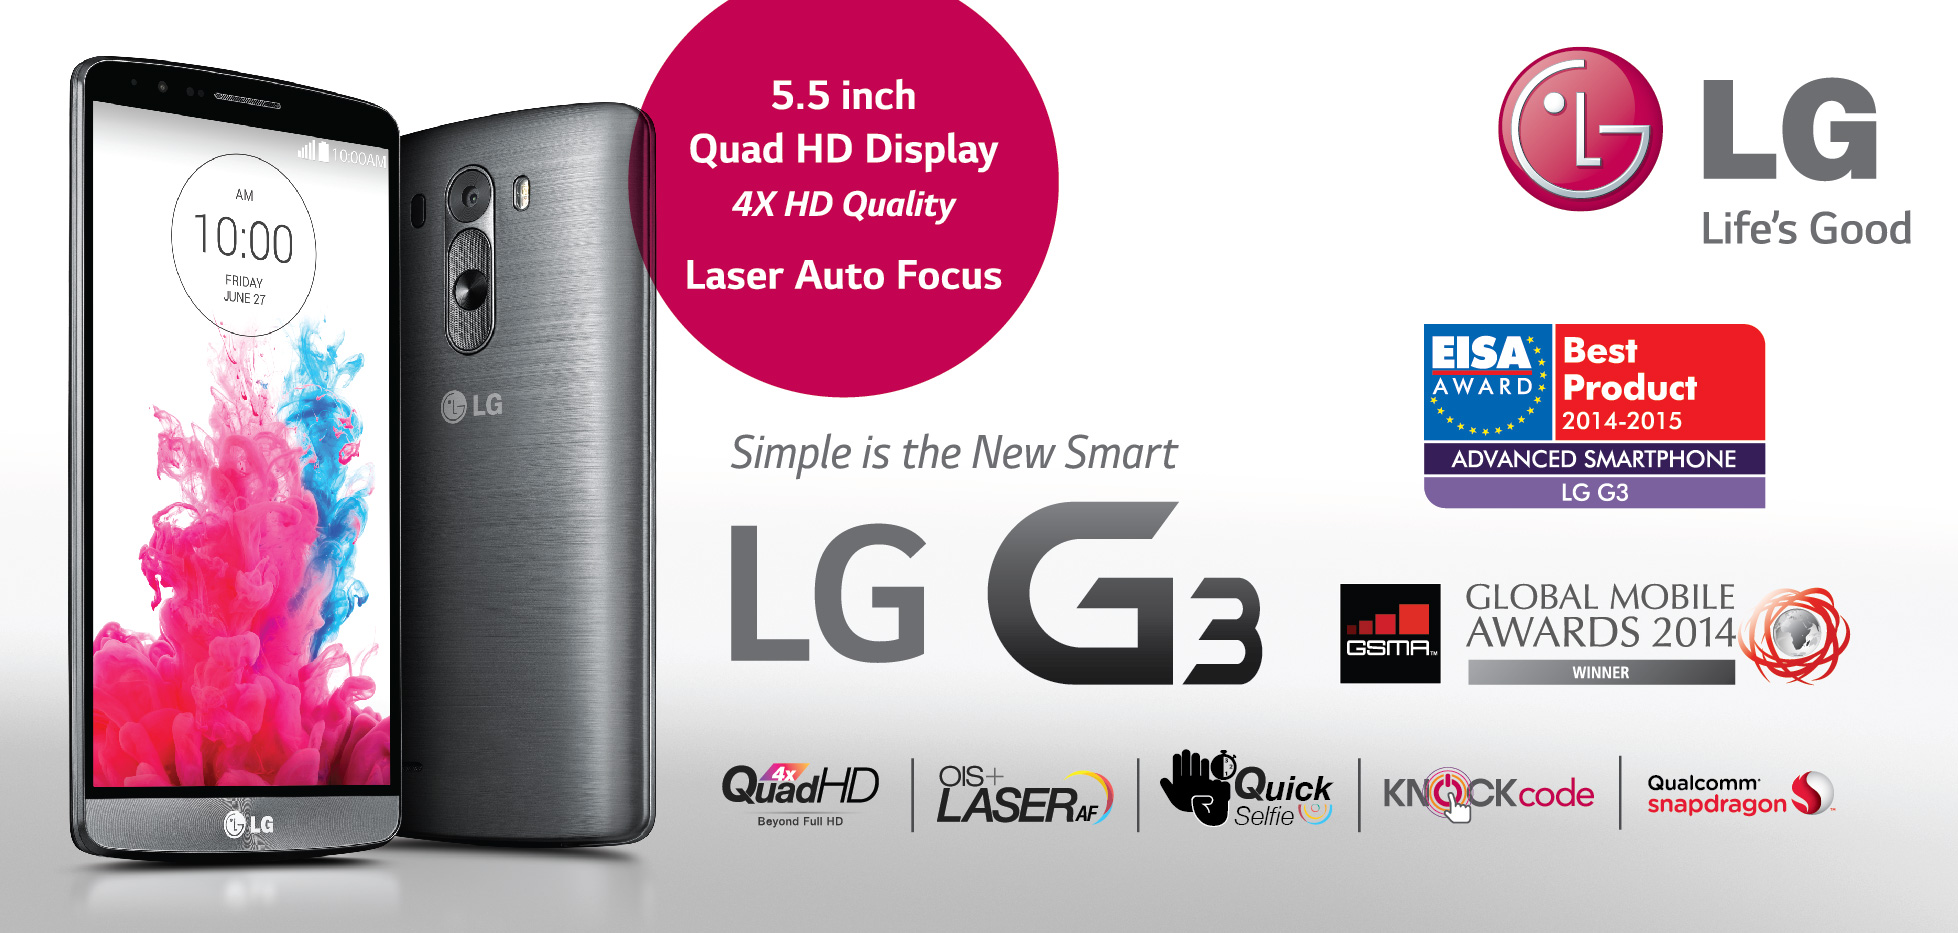 10:00AM
AM
10:00
FRIDAY
JUNE 27
LG
LG
5.5 inch
Quad HD Display
4X HD Quality
Laser Auto Focus
LG
Life's Good
Simple is the New Smart
LG G3
EISA
AWARD
Best
Product
2014-2015
ADVANCED SMARTPHONE
LG G3
GSMA™
GLOBAL MOBILE
AWARDS 2014
WINNER
4x
QuadHD
Beyond Full HD
OIS+
LASER AF
Quick
Selfie
KNOCK code
Qualcomm
snapdragon